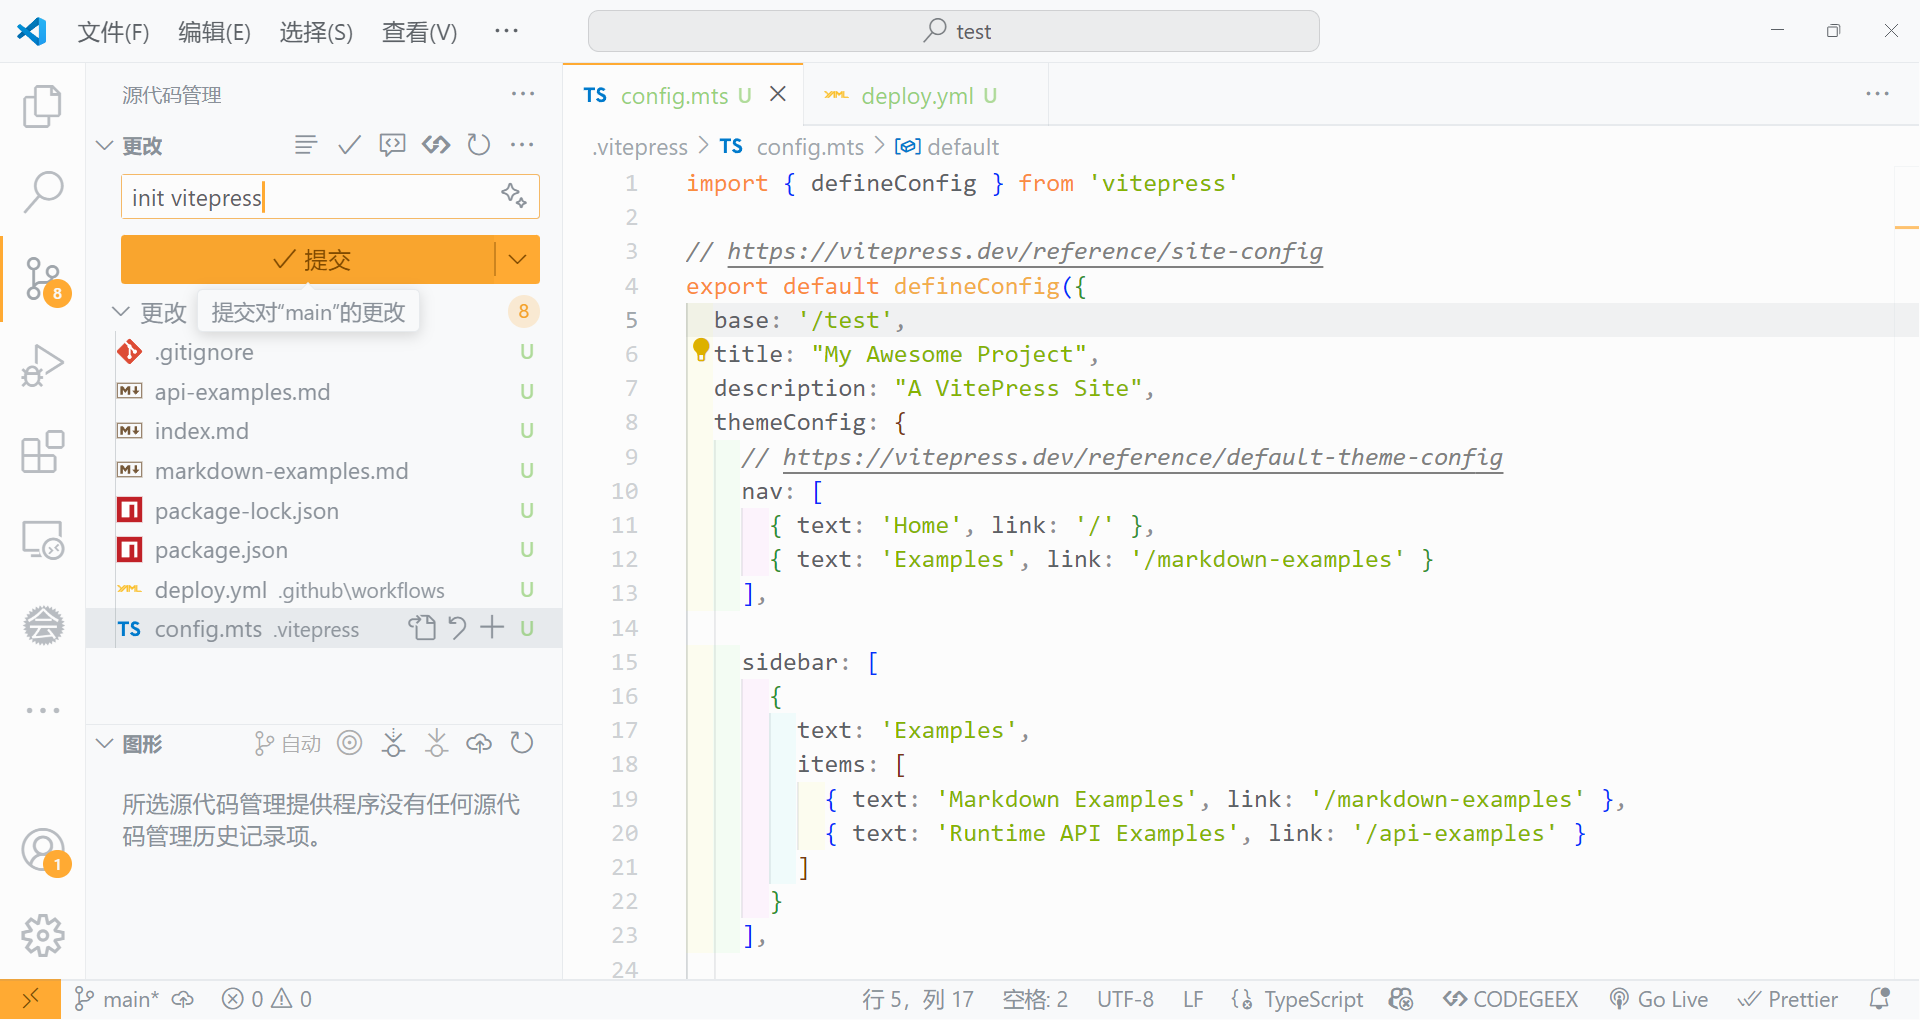 文件(F) 编辑(E) 选择(S) 查看(V) ··· test
源代码管理 ···
TS config.mts U
YAML deploy.yml U
···
更改 ···
.vitepress > TS config.mts > default
init vitepress
提交
更改 8
提交对“main”的更改
.gitignore U
M↓ api-examples.md U
M↓ index.md U
M↓ markdown-examples.md U
package-lock.json U
package.json U
YAML deploy.yml .github\workflows U
TS config.mts .vitepress U
8
···
图形 自动
所选源代码管理提供程序没有任何源代
码管理历史记录项。
1
1 import { defineConfig } from 'vitepress'
2
3 // https://vitepress.dev/reference/site-config
4 export default defineConfig({
5 base: '/test',
6 title: "My Awesome Project",
7 description: "A VitePress Site",
8 themeConfig: {
9 // https://vitepress.dev/reference/default-theme-config
10 nav: [
11 { text: 'Home', link: '/' },
12 { text: 'Examples', link: '/markdown-examples' }
13 ],
14
15 sidebar: [
16 {
17 text: 'Examples',
18 items: [
19 { text: 'Markdown Examples', link: '/markdown-examples' },
20 { text: 'Runtime API Examples', link: '/api-examples' }
21 ]
22 }
23 ],
24
main* 0 0 行 5，列 17 空格: 2 UTF-8 LF {} TypeScript CODEGEEX Go Live Prettier